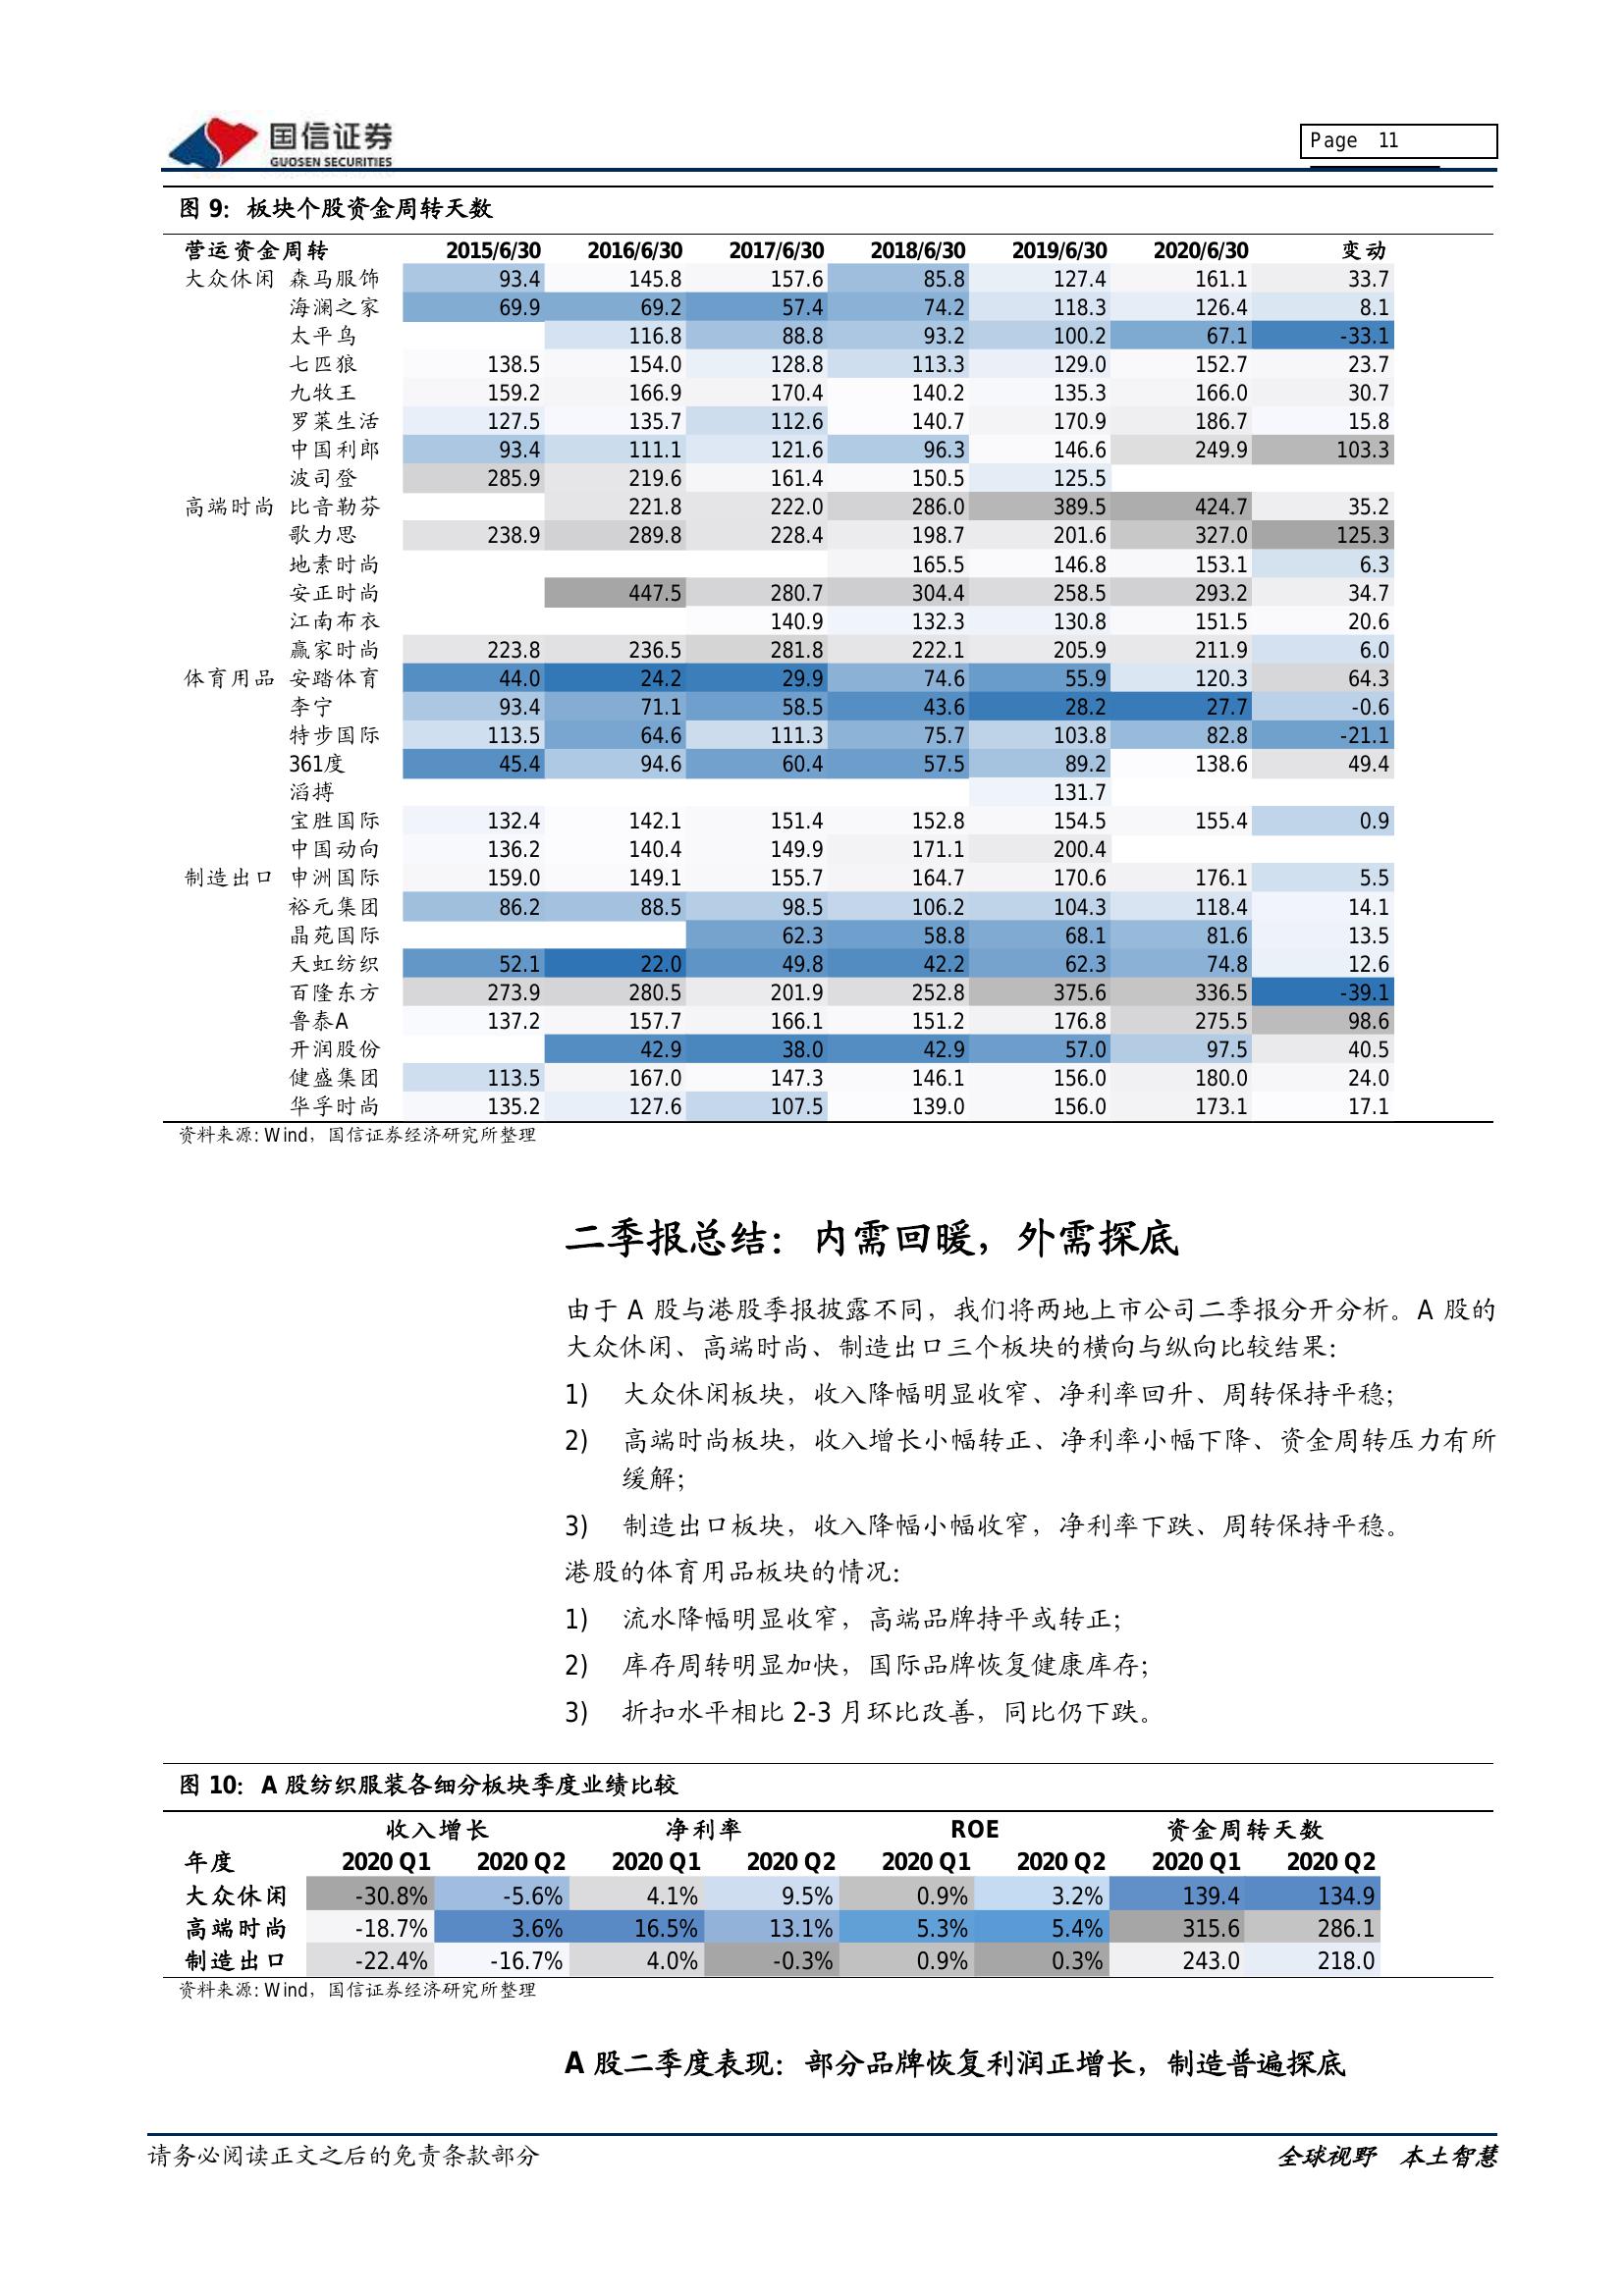 国信证券
GUOSEN SECURITIES
Page 11
图 9：板块个股资金周转天数
营运资金周转 2015/6/30 2016/6/30 2017/6/30 2018/6/30 2019/6/30 2020/6/30 变动
大众休闲 森马服饰 93.4 145.8 157.6 85.8 127.4 161.1 33.7
海澜之家 69.9 69.2 57.4 74.2 118.3 126.4 8.1
太平鸟 116.8 88.8 93.2 100.2 67.1 -33.1
七匹狼 138.5 154.0 128.8 113.3 129.0 152.7 23.7
九牧王 159.2 166.9 170.4 140.2 135.3 166.0 30.7
罗莱生活 127.5 135.7 112.6 140.7 170.9 186.7 15.8
中国利郎 93.4 111.1 121.6 96.3 146.6 249.9 103.3
波司登 285.9 219.6 161.4 150.5 125.5
高端时尚 比音勒芬 221.8 222.0 286.0 389.5 424.7 35.2
歌力思 238.9 289.8 228.4 198.7 201.6 327.0 125.3
地素时尚 165.5 146.8 153.1 6.3
安正时尚 447.5 280.7 304.4 258.5 293.2 34.7
江南布衣 140.9 132.3 130.8 151.5 20.6
赢家时尚 223.8 236.5 281.8 222.1 205.9 211.9 6.0
体育用品 安踏体育 44.0 24.2 29.9 74.6 55.9 120.3 64.3
李宁 93.4 71.1 58.5 43.6 28.2 27.7 -0.6
特步国际 113.5 64.6 111.3 75.7 103.8 82.8 -21.1
361度 45.4 94.6 60.4 57.5 89.2 138.6 49.4
滔搏 131.7
宝胜国际 132.4 142.1 151.4 152.8 154.5 155.4 0.9
中国动向 136.2 140.4 149.9 171.1 200.4
制造出口 申洲国际 159.0 149.1 155.7 164.7 170.6 176.1 5.5
裕元集团 86.2 88.5 98.5 106.2 104.3 118.4 14.1
晶苑国际 62.3 58.8 68.1 81.6 13.5
天虹纺织 52.1 22.0 49.8 42.2 62.3 74.8 12.6
百隆东方 273.9 280.5 201.9 252.8 375.6 336.5 -39.1
鲁泰A 137.2 157.7 166.1 151.2 176.8 275.5 98.6
开润股份 42.9 38.0 42.9 57.0 97.5 40.5
健盛集团 113.5 167.0 147.3 146.1 156.0 180.0 24.0
华孚时尚 135.2 127.6 107.5 139.0 156.0 173.1 17.1
资料来源: Wind，国信证券经济研究所整理
二季报总结：内需回暖，外需探底
由于 A 股与港股季报披露不同，我们将两地上市公司二季报分开分析。A 股的
大众休闲、高端时尚、制造出口三个板块的横向与纵向比较结果：
1) 大众休闲板块，收入降幅明显收窄、净利率回升、周转保持平稳；
2) 高端时尚板块，收入增长小幅转正、净利率小幅下降、资金周转压力有所
缓解；
3) 制造出口板块，收入降幅小幅收窄，净利率下跌、周转保持平稳。
港股的体育用品板块的情况：
1) 流水降幅明显收窄，高端品牌持平或转正；
2) 库存周转明显加快，国际品牌恢复健康库存；
3) 折扣水平相比 2-3 月环比改善，同比仍下跌。
图 10：A 股纺织服装各细分板块季度业绩比较
收入增长 净利率 ROE 资金周转天数
年度 2020 Q1 2020 Q2 2020 Q1 2020 Q2 2020 Q1 2020 Q2 2020 Q1 2020 Q2
大众休闲 -30.8% -5.6% 4.1% 9.5% 0.9% 3.2% 139.4 134.9
高端时尚 -18.7% 3.6% 16.5% 13.1% 5.3% 5.4% 315.6 286.1
制造出口 -22.4% -16.7% 4.0% -0.3% 0.9% 0.3% 243.0 218.0
资料来源: Wind，国信证券经济研究所整理
A 股二季度表现：部分品牌恢复利润正增长，制造普遍探底
请务必阅读正文之后的免责条款部分
全球视野 本土智慧